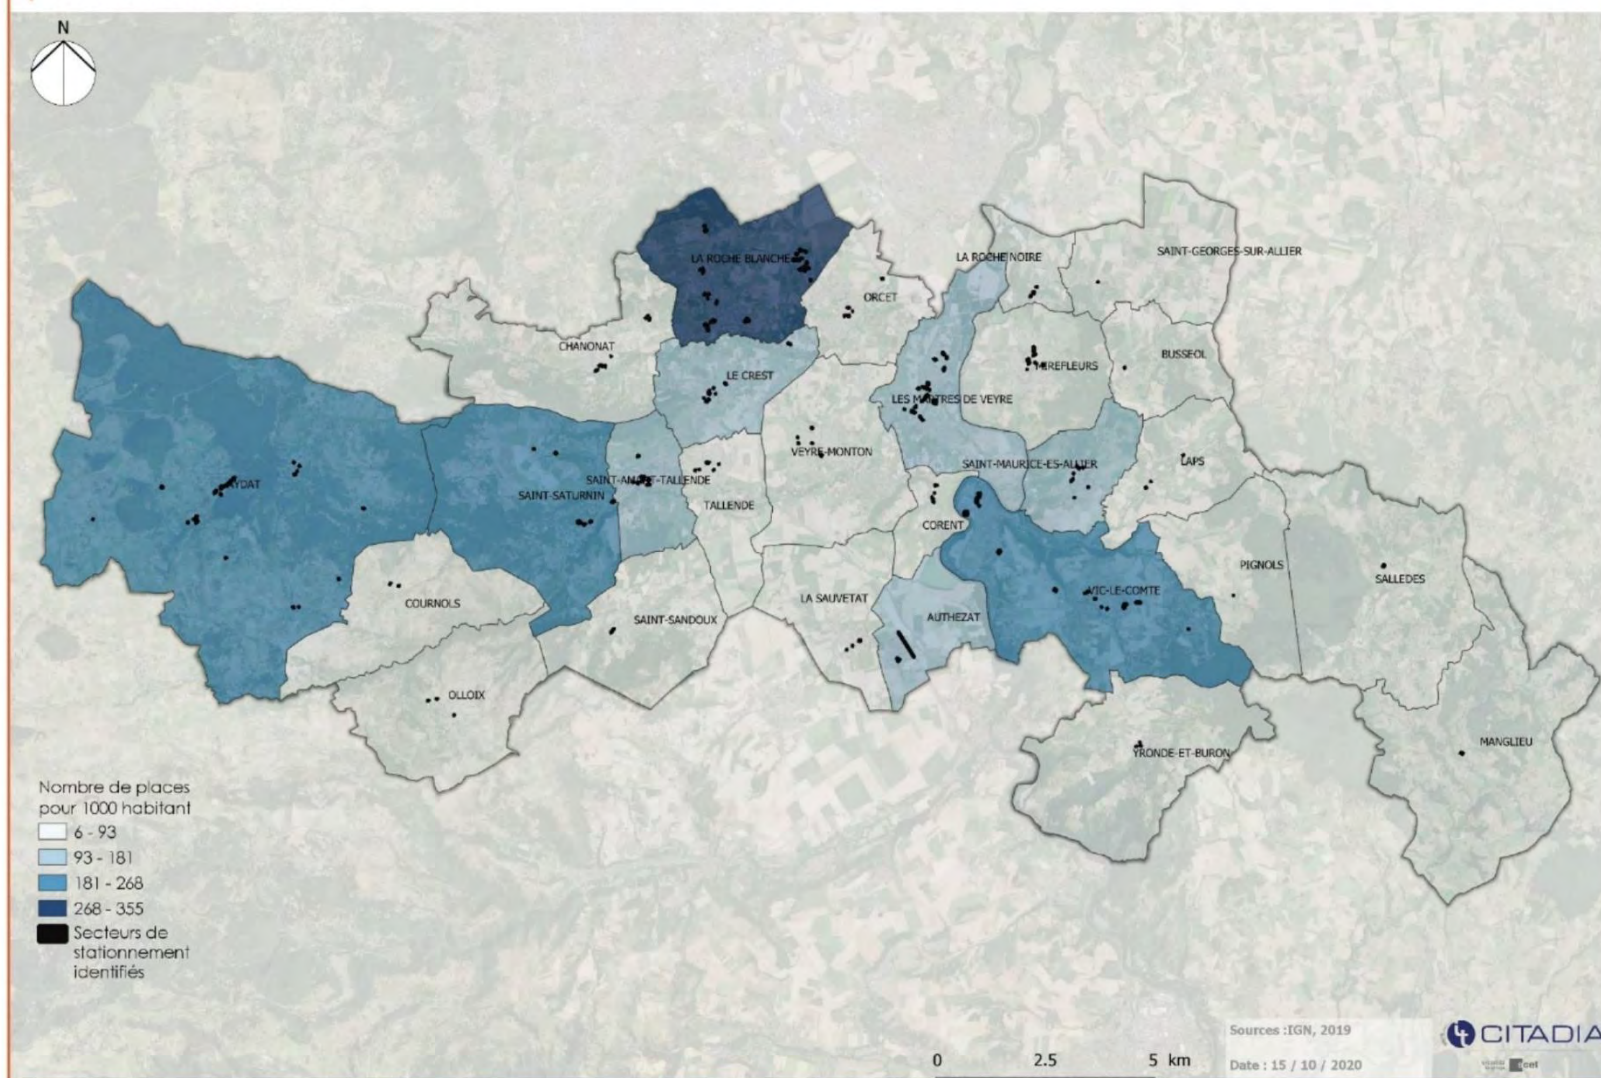 N
LA ROCHE BLANCHE
LA ROCHE NOIRE
SAINT-GEORGES-SUR-ALLIER
ORCET
CHANONAT
LE CREST
MIREFLEURS
BUSSEOL
LES MARTRES DE VEYRE
VEYRE-MONTON
SAINT-MAURICE-ES-ALLIER
LAPS
AYDAT
SAINT-SATURNIN
SAINT-AMANT-TALLENDE
TALLENDE
CORENT
PIGNOLS
SALLEDES
COURNOLS
SAINT-SANDOUX
LA SAUVETAT
AUTHEZAT
VIC-LE-COMTE
OLLOIX
YRONDE-ET-BURON
MANGLIEU
Nombre de places
pour 1000 habitant
6 - 93
93 - 181
181 - 268
268 - 355
Secteurs de
stationnement
identifiés
0 2.5 5 km
Sources :IGN, 2019
Date : 15 / 10 / 2020
CITADIA